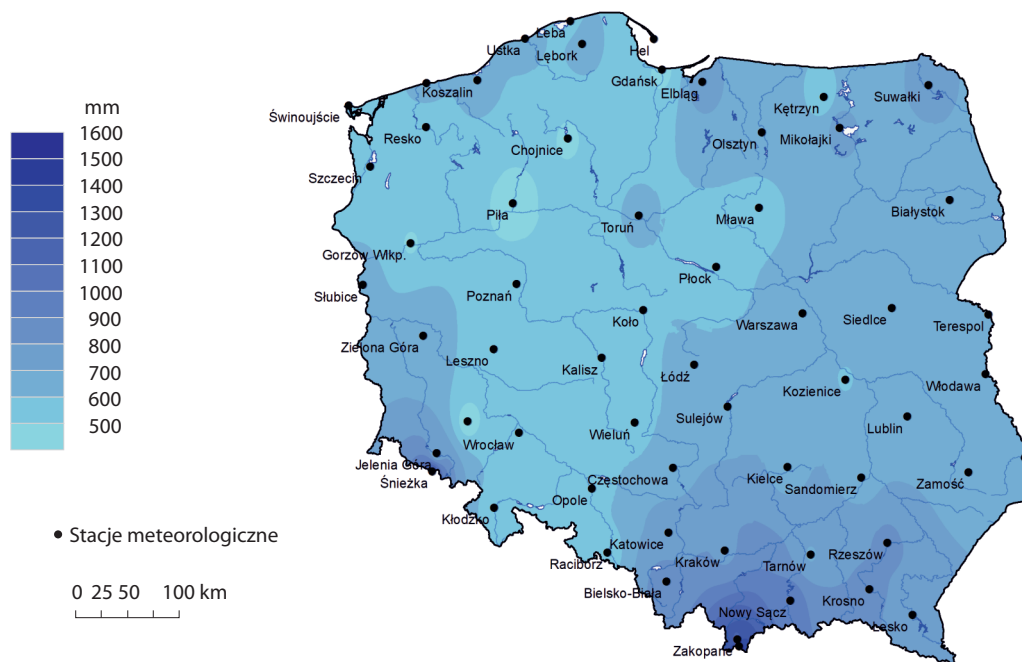 mm
1600
1500
1400
1300
1200
1100
1000
900
800
700
600
500
Stacje meteorologiczne
0 25 50 100 km
Łeba
Ustka
Lębork
Hel
Gdańsk
Elbląg
Koszalin
Kętrzyn
Suwałki
Świnoujście
Resko
Chojnice
Olsztyn
Mikołajki
Szczecin
Piła
Toruń
Mława
Białystok
Gorzów Wlkp.
Słubice
Poznań
Płock
Koło
Warszawa
Siedlce
Terespol
Zielona Góra
Leszno
Kalisz
Łódź
Kozienice
Włodawa
Sulejów
Lublin
Wrocław
Wieluń
Jelenia Góra
Śnieżka
Częstochowa
Kielce
Sandomierz
Zamość
Opole
Kłodzko
Katowice
Racibórz
Kraków
Tarnów
Rzeszów
Bielsko-Biała
Nowy Sącz
Krosno
Lesko
Zakopane